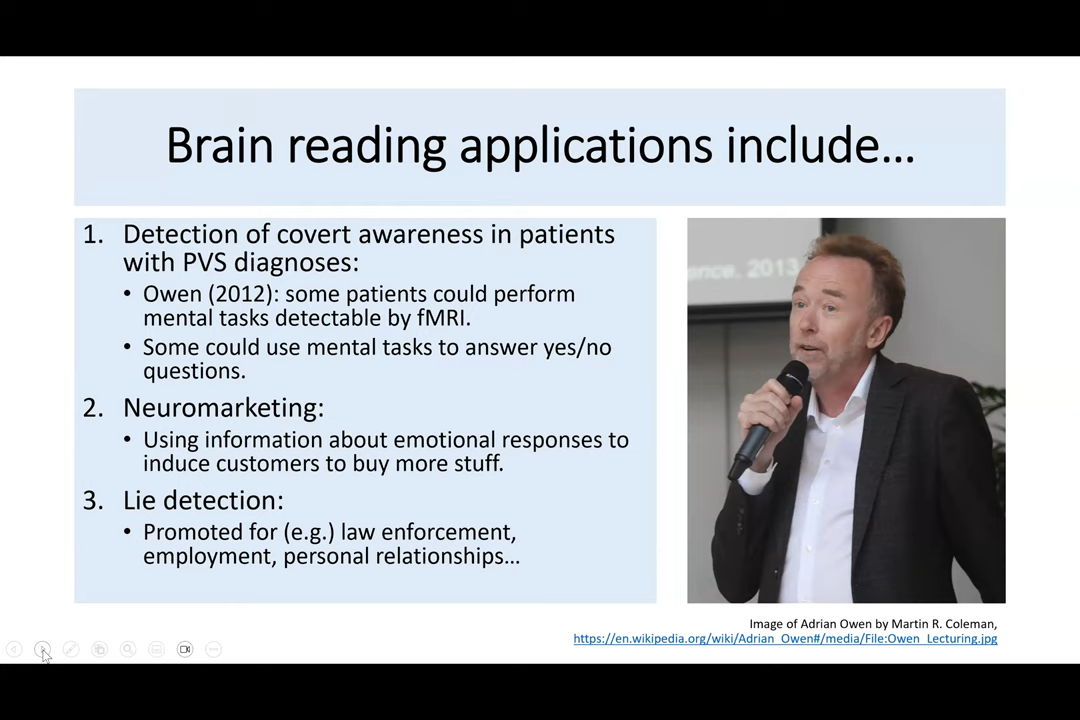 Brain reading applications include…
1. Detection of covert awareness in patients
with PVS diagnoses:
• Owen (2012): some patients could perform
mental tasks detectable by fMRI.
• Some could use mental tasks to answer yes/no
questions.
2. Neuromarketing:
• Using information about emotional responses to
induce customers to buy more stuff.
3. Lie detection:
• Promoted for (e.g.) law enforcement,
employment, personal relationships…
ence. 2013
Image of Adrian Owen by Martin R. Coleman,
https://en.wikipedia.org/wiki/Adrian_Owen#/media/File:Owen_Lecturing.jpg